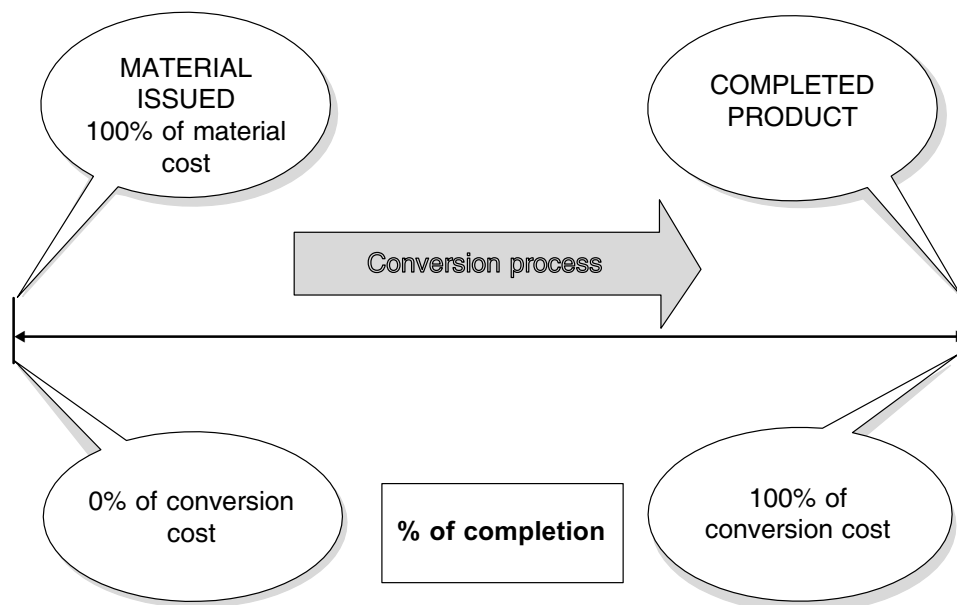 MATERIAL
ISSUED
100% of material
cost
COMPLETED
PRODUCT
Conversion process
0% of conversion
cost
% of completion
100% of
conversion cost